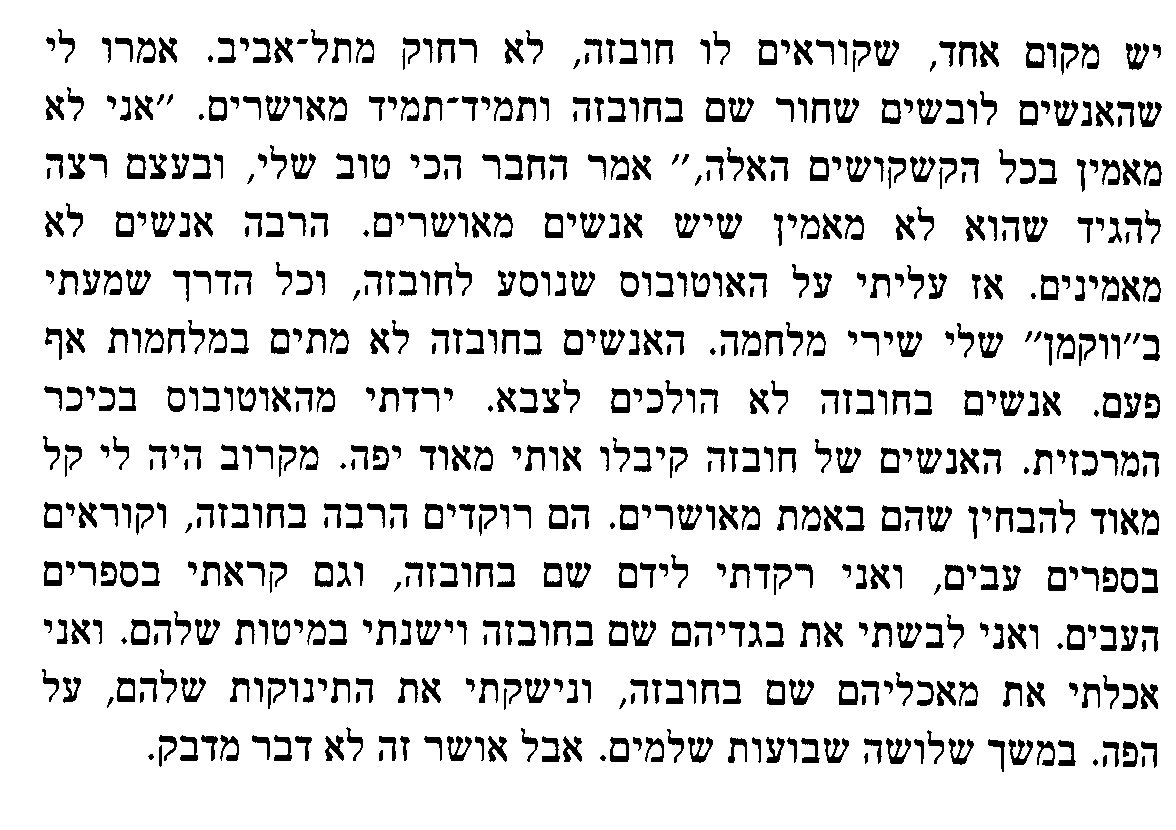 יש מקום אחד, שקוראים לו חובזה, לא רחוק מתל־אביב. אמרו לי
שהאנשים לובשים שחור שם בחובזה ותמיד־תמיד מאושרים. ״אני לא
מאמין בכל הקשקושים האלה,״ אמר החבר הכי טוב שלי, ובעצם רצה
להגיד שהוא לא מאמין שיש אנשים מאושרים. הרבה אנשים לא
מאמינים. אז עליתי על האוטובוס שנוסע לחובזה, וכל הדרך שמעתי
ב״ווקמן״ שלי שירי מלחמה. האנשים בחובזה לא מתים במלחמות אף
פעם. אנשים בחובזה לא הולכים לצבא. ירדתי מהאוטובוס בכיכר
המרכזית. האנשים של חובזה קיבלו אותי מאוד יפה. מקרוב היה לי קל
מאוד להבחין שהם באמת מאושרים. הם רוקדים הרבה בחובזה, וקוראים
בספרים עבים, ואני רקדתי לידם שם בחובזה, וגם קראתי בספרים
העבים. ואני לבשתי את בגדיהם שם בחובזה וישנתי במיטות שלהם. ואני
אכלתי את מאכליהם שם בחובזה, ונישקתי את התינוקות שלהם, על
הפה. במשך שלושה שבועות שלמים. אבל אושר זה לא דבר מדבק.